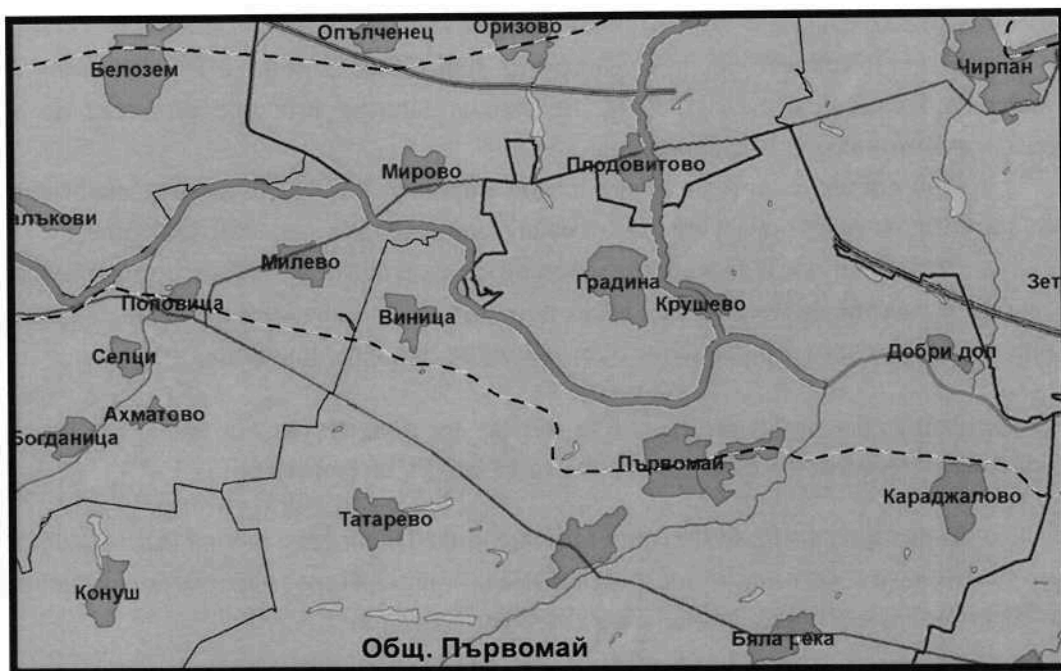 Опълченец
Оризово
Белозем
Чирпан
Мирово
Плодовитово
алъкови
Милево
Градина
Зет
Поповица
Виница
Крушево
Селци
Добри дол
Ахматово
Богданица
Първомай
Караджалово
Татарево
Конуш
Бяла река
Общ. Първомай